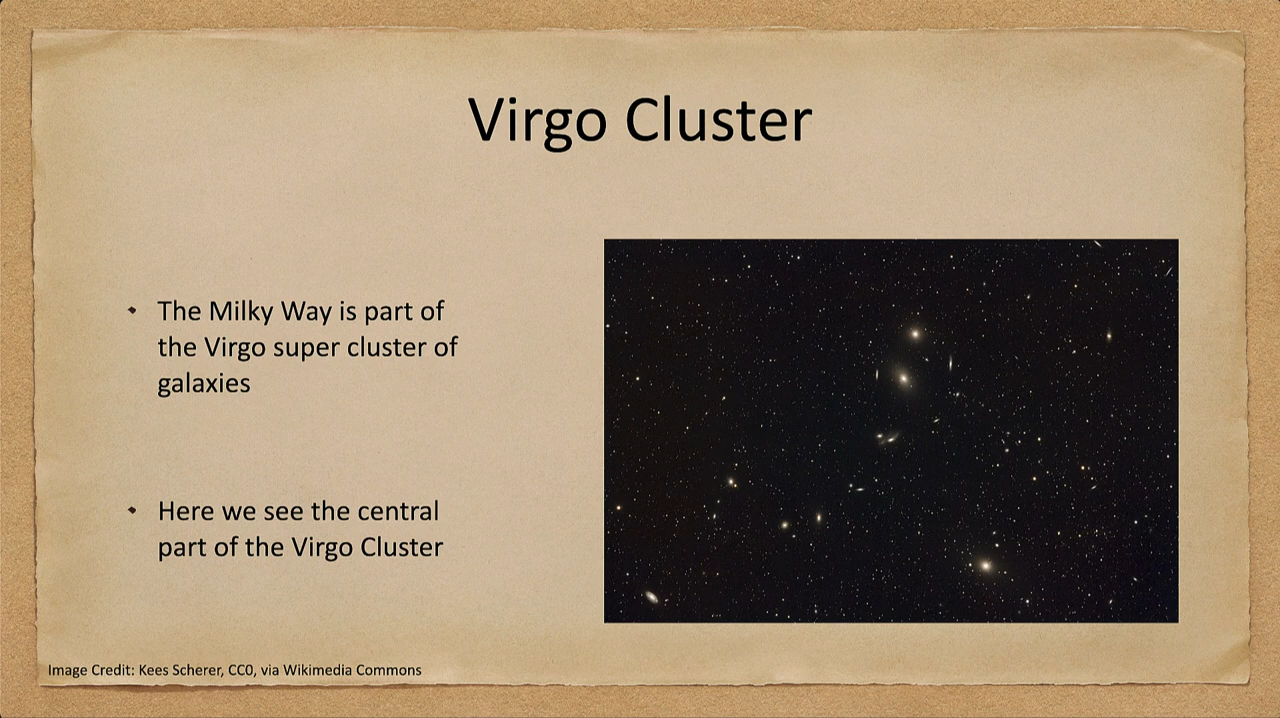 Virgo Cluster
The Milky Way is part of
the Virgo super cluster of
galaxies
Here we see the central
part of the Virgo Cluster
Image Credit: Kees Scherer, CC0, via Wikimedia Commons